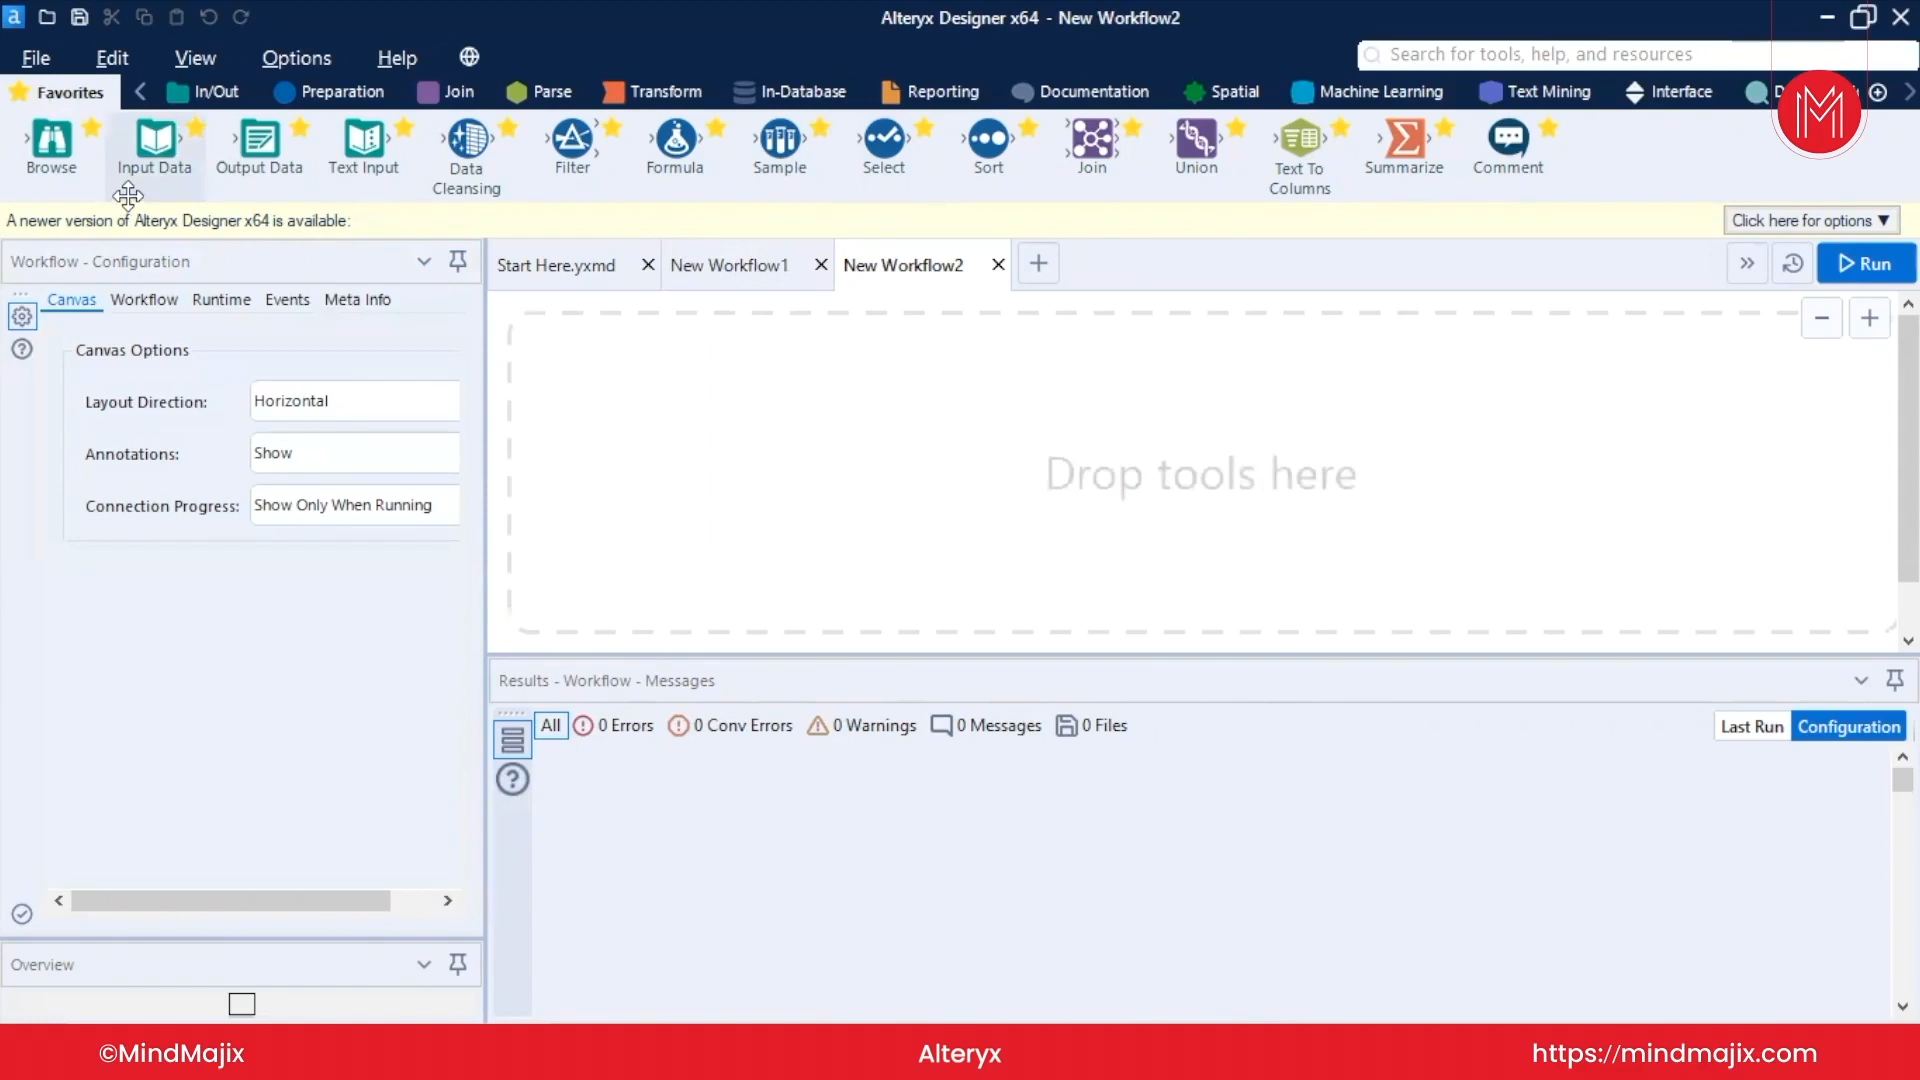 a
Alteryx Designer x64 - New Workflow2
File Edit View Options Help
Search for tools, help, and resources
Favorites In/Out Preparation Join Parse Transform In-Database Reporting Documentation Spatial Machine Learning Text Mining Interface
M
Browse Input Data Output Data Text Input Data Cleansing Filter Formula Sample Select Sort Join Union Text To Columns Summarize Comment
A newer version of Alteryx Designer x64 is available:
Click here for options ▼
Workflow - Configuration
Start Here.yxmd New Workflow1 New Workflow2
Run
Canvas Workflow Runtime Events Meta Info
Canvas Options
Layout Direction: Horizontal
Annotations: Show
Connection Progress: Show Only When Running
Drop tools here
Results - Workflow - Messages
All 0 Errors 0 Conv Errors 0 Warnings 0 Messages 0 Files
Last Run Configuration
Overview
©MindMajix
Alteryx
https://mindmajix.com